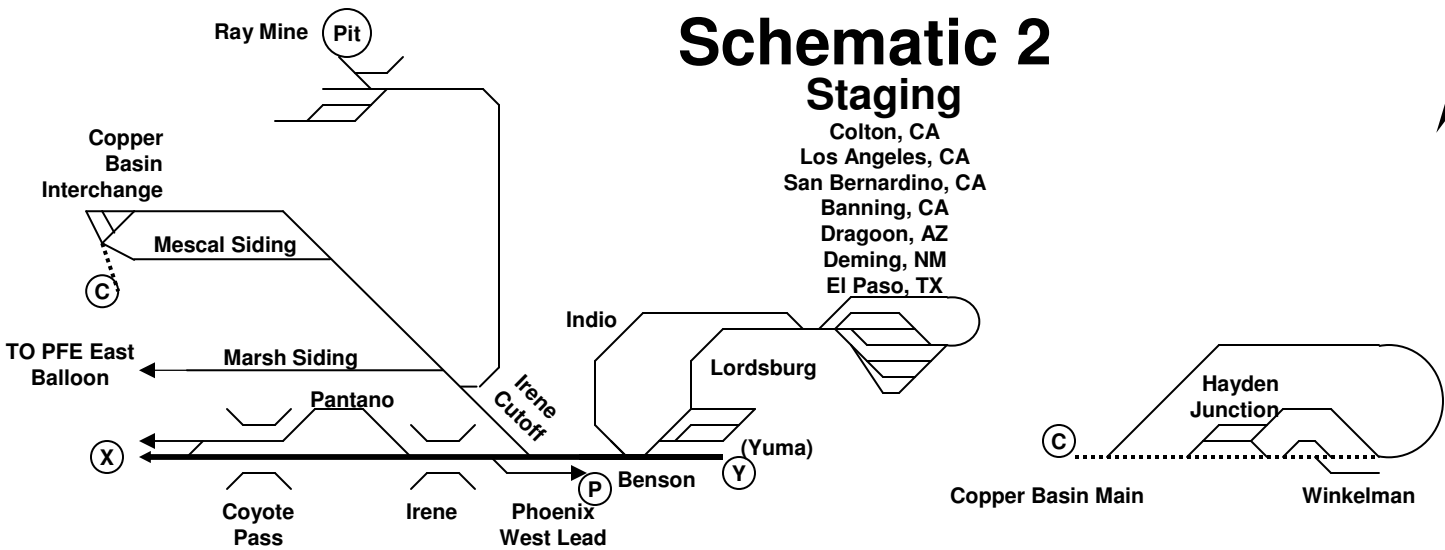 Schematic 2
Staging
Colton, CA
Los Angeles, CA
San Bernardino, CA
Banning, CA
Dragoon, AZ
Deming, NM
El Paso, TX
Ray Mine
Pit
Copper
Basin
Interchange
Mescal Siding
C
TO PFE East
Balloon
Marsh Siding
Pantano
Irene
Cutoff
Indio
Lordsburg
X
(Yuma)
Y
Benson
P
Coyote
Pass
Irene
Phoenix
West Lead
Hayden
Junction
C
Copper Basin Main
Winkelman